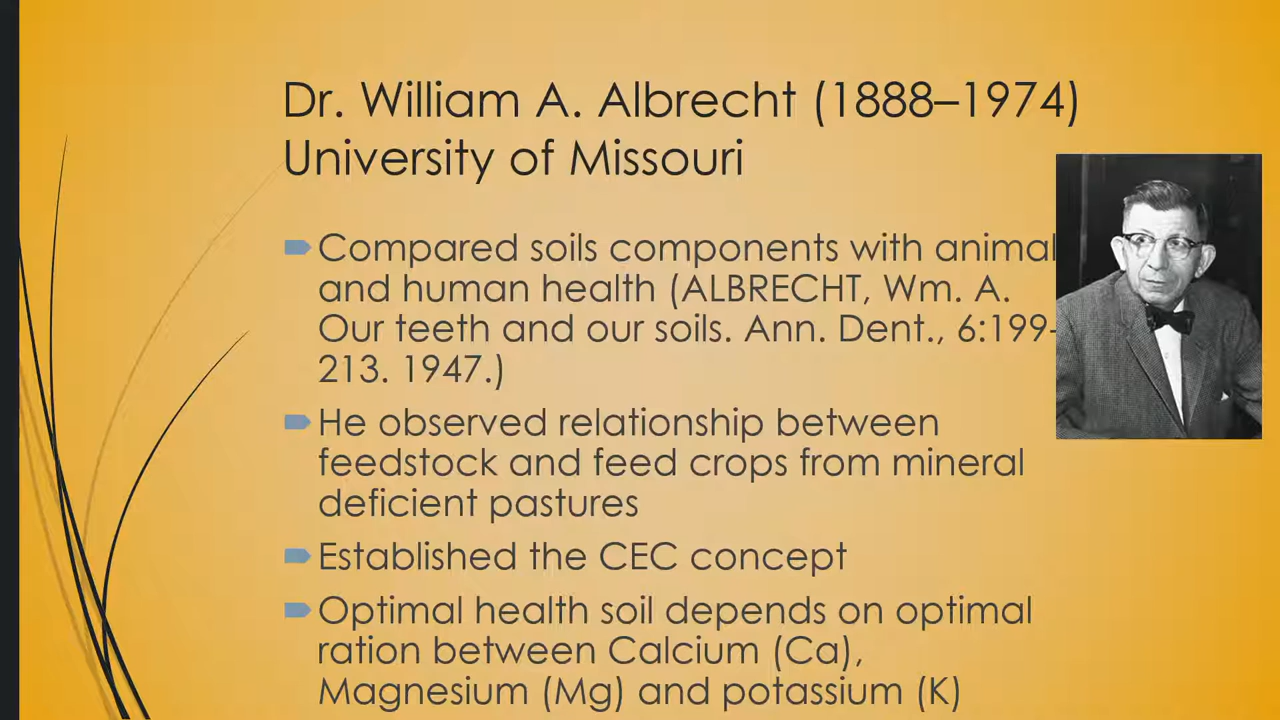 Dr. William A. Albrecht (1888–1974)
University of Missouri
Compared soils components with animal
and human health (ALBRECHT, Wm. A.
Our teeth and our soils. Ann. Dent., 6:199-
213. 1947.)
He observed relationship between
feedstock and feed crops from mineral
deficient pastures
Established the CEC concept
Optimal health soil depends on optimal
ration between Calcium (Ca),
Magnesium (Mg) and potassium (K)